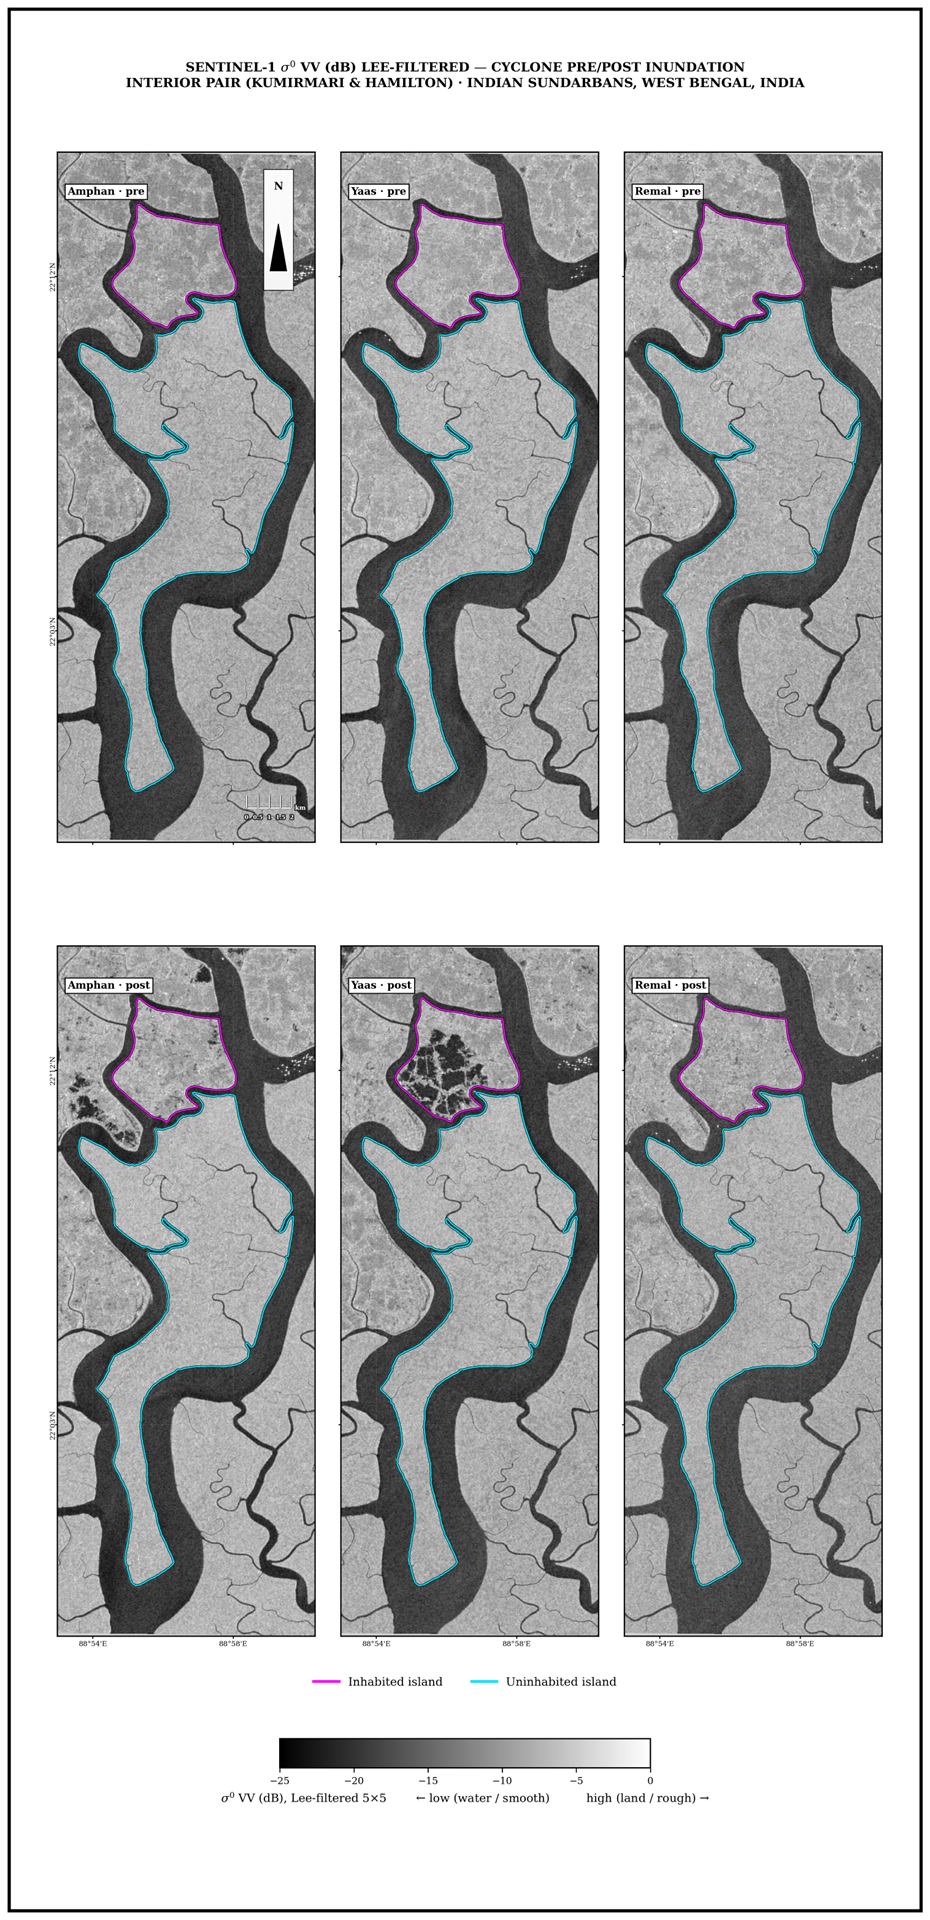 SENTINEL-1 σ⁰ VV (dB) LEE-FILTERED — CYCLONE PRE/POST INUNDATION
INTERIOR PAIR (KUMIRMARI & HAMILTON) · INDIAN SUNDARBANS, WEST BENGAL, INDIA
Amphan · pre
N
Yaas · pre
Remal · pre
22°12'N
22°03'N
km
0 0.5 1 1.5 2
Amphan · post
Yaas · post
Remal · post
22°12'N
22°03'N
88°54'E 88°58'E 88°54'E 88°58'E 88°54'E 88°58'E
Inhabited island Uninhabited island
−25 −20 −15 −10 −5 0
σ⁰ VV (dB), Lee-filtered 5×5 ← low (water / smooth) high (land / rough) →